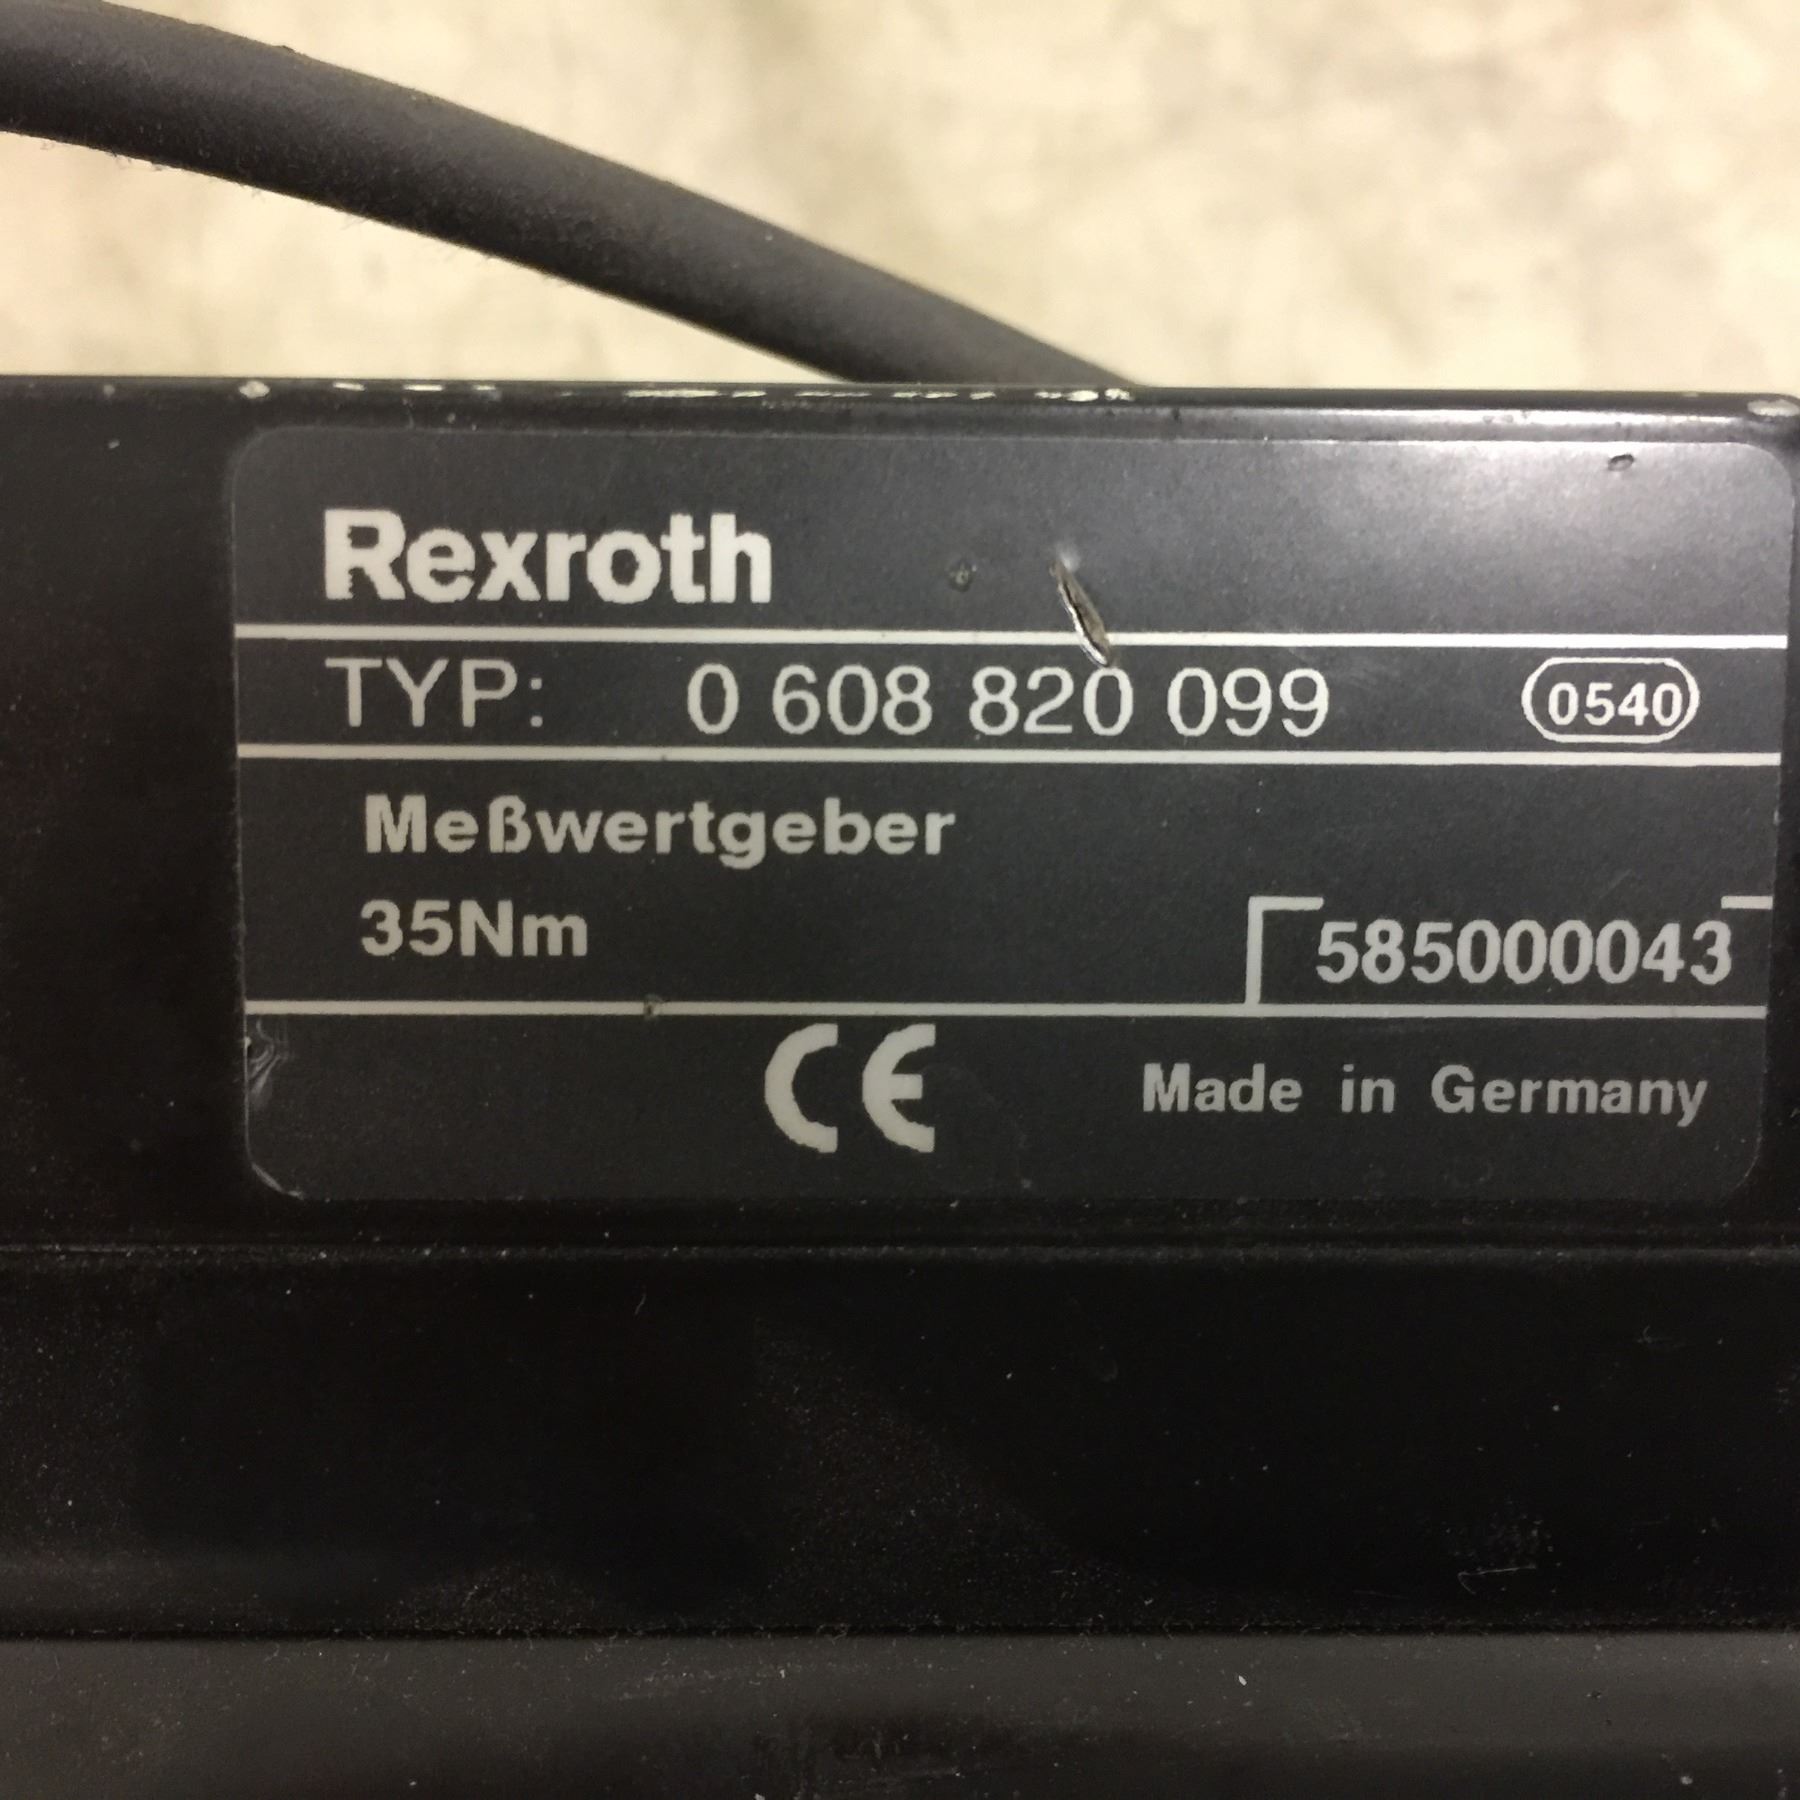 Rexroth
TYP: 0 608 820 099 0540
Meßwertgeber
35Nm 585000043
CE Made in Germany